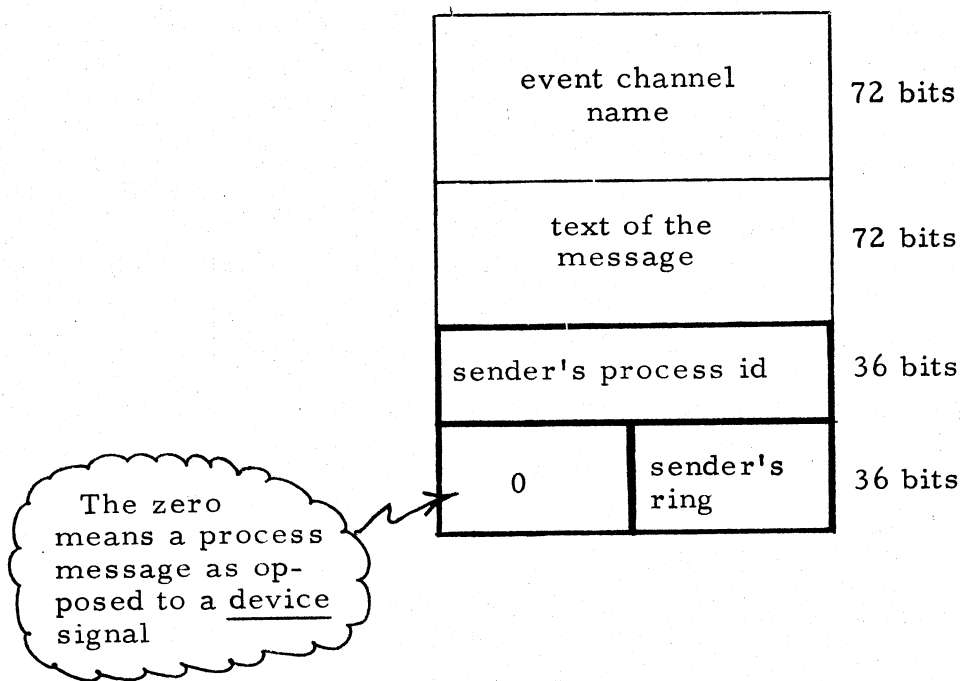 event channel
name
72 bits
text of the
message
72 bits
sender's process id
36 bits
0
sender's
ring
36 bits
The zero
means a process
message as op-
posed to a device
signal